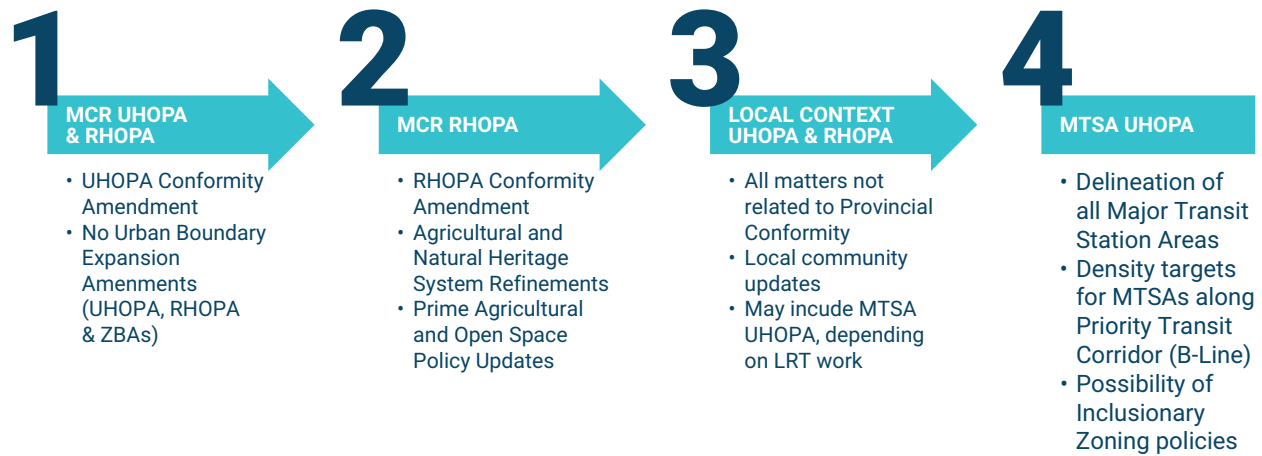 1
MCR UHOPA
& RHOPA
• UHOPA Conformity
Amendment
• No Urban Boundary
Expansion
Amenments
(UHOPA, RHOPA
& ZBAs)
2
MCR RHOPA
• RHOPA Conformity
Amendment
• Agricultural and
Natural Heritage
System Refinements
• Prime Agricultural
and Open Space
Policy Updates
3
LOCAL CONTEXT
UHOPA & RHOPA
• All matters not
related to Provincial
Conformity
• Local community
updates
• May incude MTSA
UHOPA, depending
on LRT work
4
MTSA UHOPA
• Delineation of
all Major Transit
Station Areas
• Density targets
for MTSAs along
Priority Transit
Corridor (B-Line)
• Possibility of
Inclusionary
Zoning policies